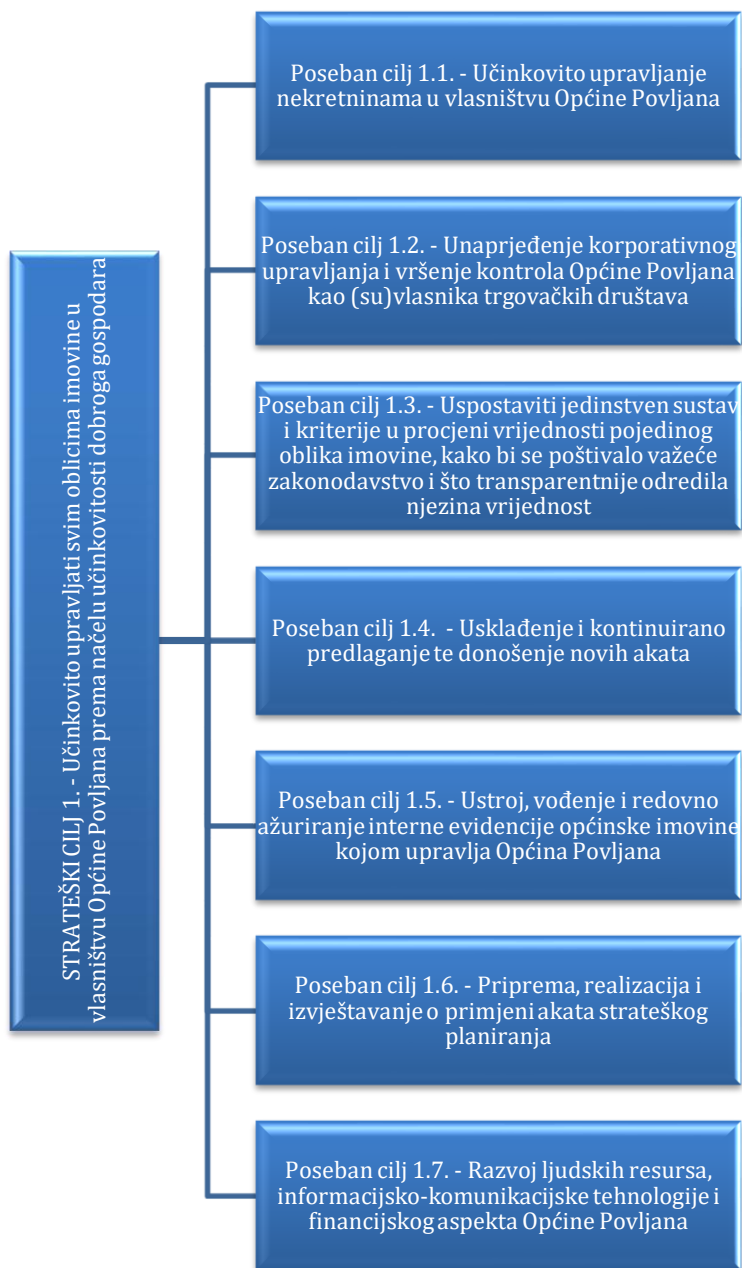 STRATEŠKI CILJ 1. - Učinkovito upravljati svim oblicima imovine u
vlasništvu Općine Povljana prema načelu učinkovitosti dobroga gospodara
Poseban cilj 1.1. - Učinkovito upravljanje
nekretninama u vlasništvu Općine Povljana
Poseban cilj 1.2. - Unaprjeđenje korporativnog
upravljanja i vršenje kontrola Općine Povljana
kao (su)vlasnika trgovačkih društava
Poseban cilj 1.3. - Uspostaviti jedinstven sustav
i kriterije u procjeni vrijednosti pojedinog
oblika imovine, kako bi se poštivalo važeće
zakonodavstvo i što transparentnije odredila
njezina vrijednost
Poseban cilj 1.4. - Usklađenje i kontinuirano
predlaganje te donošenje novih akata
Poseban cilj 1.5. - Ustroj, vođenje i redovno
ažuriranje interne evidencije općinske imovine
kojom upravlja Općina Povljana
Poseban cilj 1.6. - Priprema, realizacija i
izvještavanje o primjeni akata strateškog
planiranja
Poseban cilj 1.7. - Razvoj ljudskih resursa,
informacijsko-komunikacijske tehnologije i
financijskog aspekta Općine Povljana